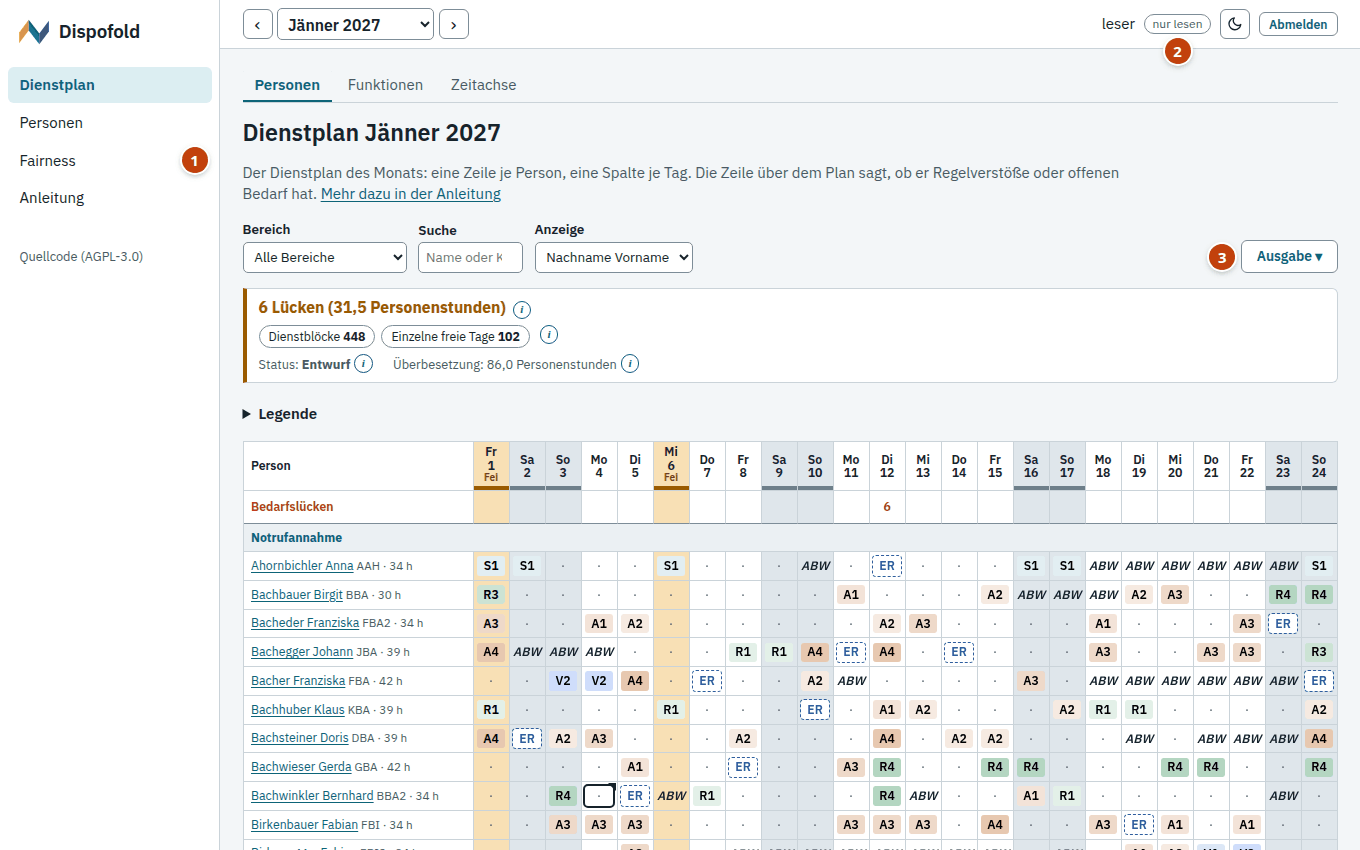 Dispofold
‹ Jänner 2027 ›
leser nur lesen Abmelden
2
Dienstplan
Personen
Fairness 1
Anleitung
Quellcode (AGPL-3.0)
Personen Funktionen Zeitachse
Dienstplan Jänner 2027
Der Dienstplan des Monats: eine Zeile je Person, eine Spalte je Tag. Die Zeile über dem Plan sagt, ob er Regelverstöße oder offenen
Bedarf hat. Mehr dazu in der Anleitung
Bereich Suche Anzeige
Alle Bereiche Name oder K Nachname Vorname 3 Ausgabe ▾
6 Lücken (31,5 Personenstunden) i
Dienstblöcke 448 Einzelne freie Tage 102 i
Status: Entwurf i Überbesetzung: 86,0 Personenstunden i
▶ Legende
Person Fr 1 Fei Sa 2 So 3 Mo 4 Di 5 Mi 6 Fei Do 7 Fr 8 Sa 9 So 10 Mo 11 Di 12 Mi 13 Do 14 Fr 15 Sa 16 So 17 Mo 18 Di 19 Mi 20 Do 21 Fr 22 Sa 23 So 24
Bedarfslücken 6
Notrufannahme
Ahornbichler Anna AAH · 34 h S1 S1 · · · S1 · · · ABW · ER · · · S1 S1 ABW ABW ABW ABW ABW ABW S1
Bachbauer Birgit BBA · 30 h R3 · · · · · · · · · A1 · · · A2 ABW ABW ABW A2 A3 · · R4 R4
Bacheder Franziska FBA2 · 34 h A3 · · A1 A2 · · · · · · A2 A3 · · · · A1 · · · A3 ER ·
Bachegger Johann JBA · 39 h A4 ABW ABW ABW · · · R1 R1 A4 ER A4 · ER · · · A3 · · A3 A3 · R3
Bacher Franziska FBA · 42 h · · V2 V2 A4 · ER · · A2 ABW · · · · A3 · ABW ABW ABW ABW ABW ABW ER
Bachhuber Klaus KBA · 39 h R1 · · · · R1 · · · ER · A1 A2 · · · A2 R1 R1 · · · · A2
Bachsteiner Doris DBA · 39 h A4 ER A2 A3 · · · A2 · · · A4 · A2 A2 · · · ABW · ABW ABW ABW A4
Bachwieser Gerda GBA · 42 h · · · · A1 · · ER · · A3 R4 · · R4 R4 · · · R4 R4 · · R4
Bachwinkler Bernhard BBA2 · 34 h · · R4 · ER ABW R1 · · · · R4 ABW · · A1 R1 · · · · · ABW ·
Birkenbauer Fabian FBI · 34 h · · A3 A3 A3 · · · · · A3 A3 A3 · A4 · · A3 ER A1 · A1 · ·